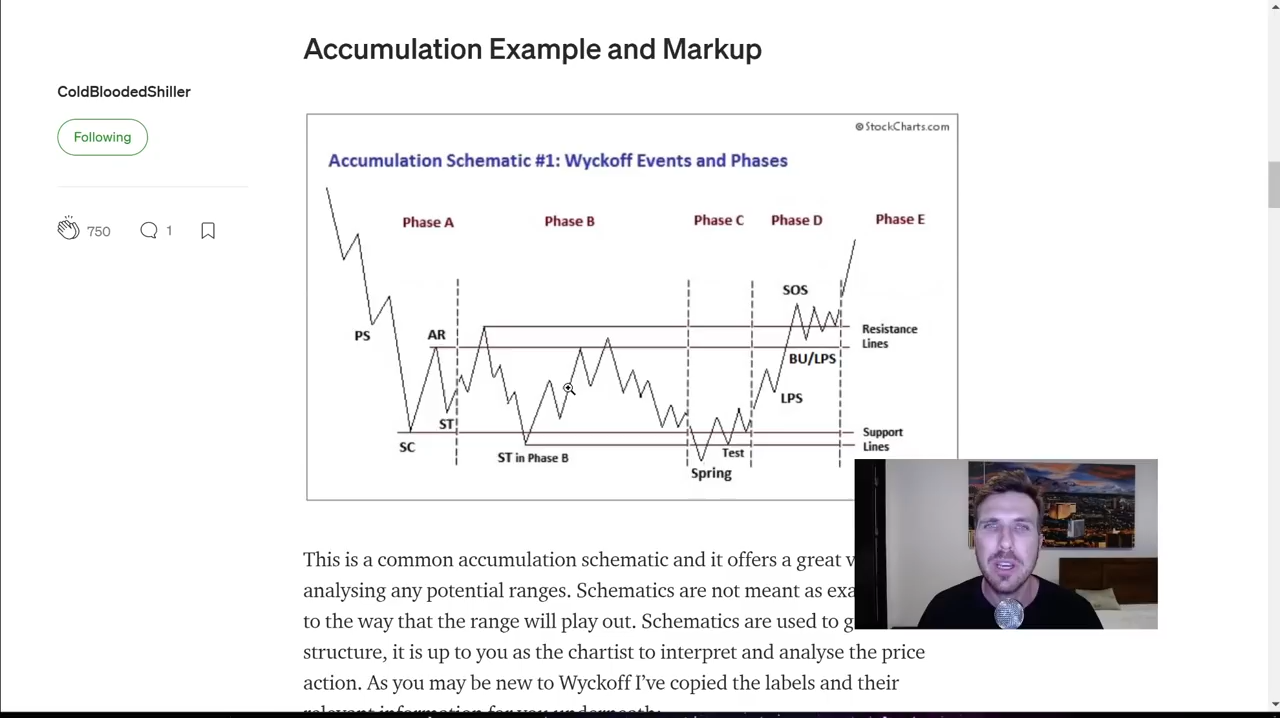 Accumulation Example and Markup
ColdBloodedShiller
Following
750
1
© StockCharts.com
Accumulation Schematic #1: Wyckoff Events and Phases
Phase A
Phase B
Phase C
Phase D
Phase E
PS
AR
SC
ST
ST in Phase B
Spring
Test
SOS
BU/LPS
LPS
Resistance
Lines
Support
Lines
This is a common accumulation schematic and it offers a great
analysing any potential ranges. Schematics are not meant as
to the way that the range will play out. Schematics are used to
structure, it is up to you as the chartist to interpret and analyse the price
action. As you may be new to Wyckoff I've copied the labels and their
relevant information for you underneath: